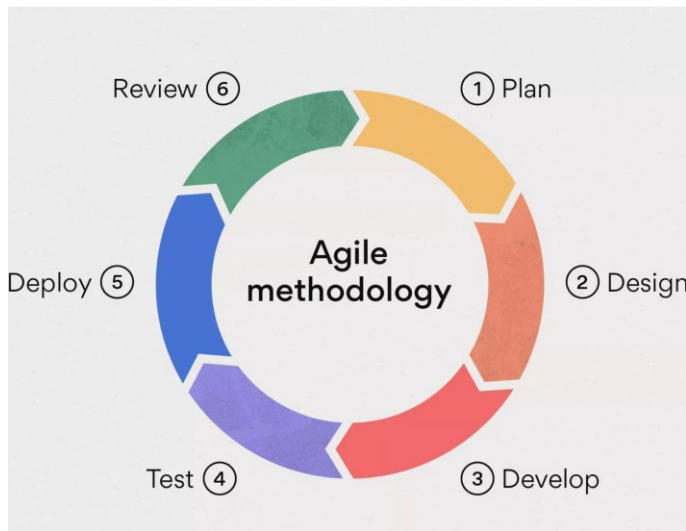 Agile
methodology
1 Plan
2 Design
3 Develop
Test 4
Deploy 5
Review 6